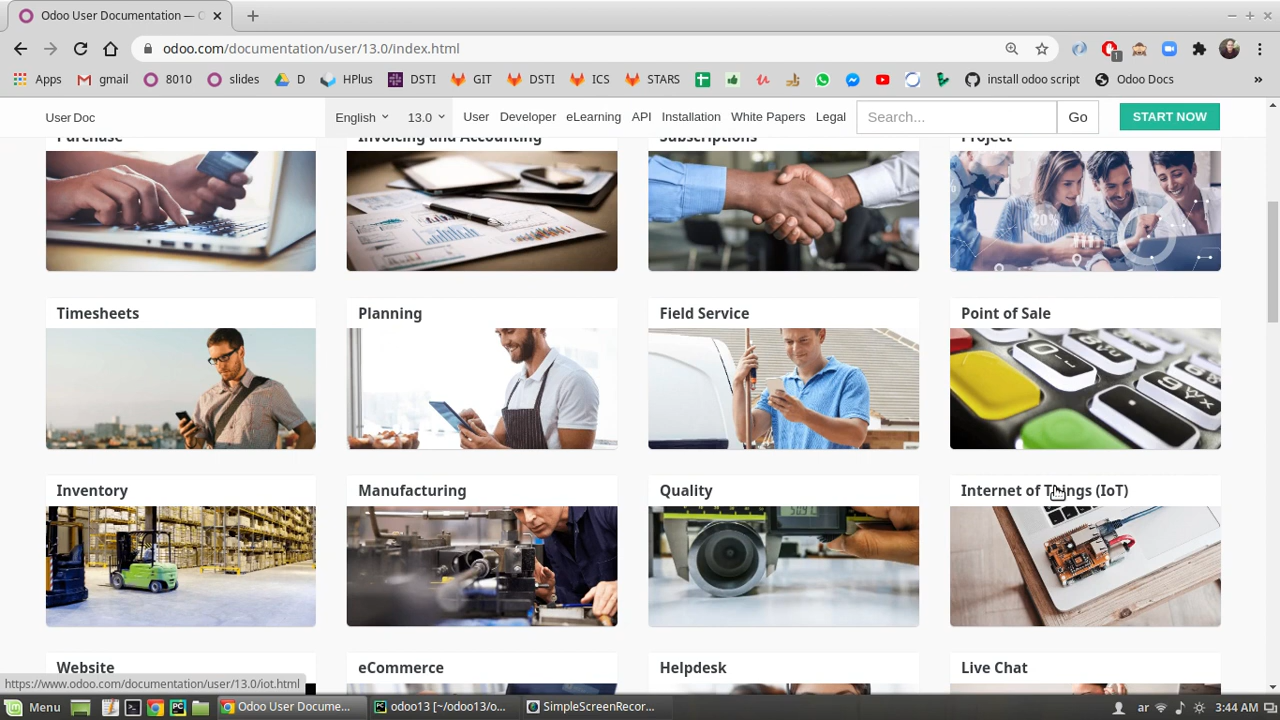 Odoo User Documentation —
odoo.com/documentation/user/13.0/index.html
1
Apps
gmail
8010
slides
D
HPlus
DSTI
GIT
DSTI
ICS
STARS
install odoo script
Odoo Docs
»
User Doc
English
13.0
User
Developer
eLearning
API
Installation
White Papers
Legal
Search...
Go
START NOW
Purchase
Invoicing and Accounting
Subscriptions
Project
20%
Timesheets
Planning
Field Service
Point of Sale
Inventory
Manufacturing
Quality
Internet of Things (IoT)
Website
eCommerce
Helpdesk
Live Chat
https://www.odoo.com/documentation/user/13.0/iot.html
Menu
Odoo User Docume...
odoo13 [~/odoo13/o...
SimpleScreenRecor...
ar
3:44 AM